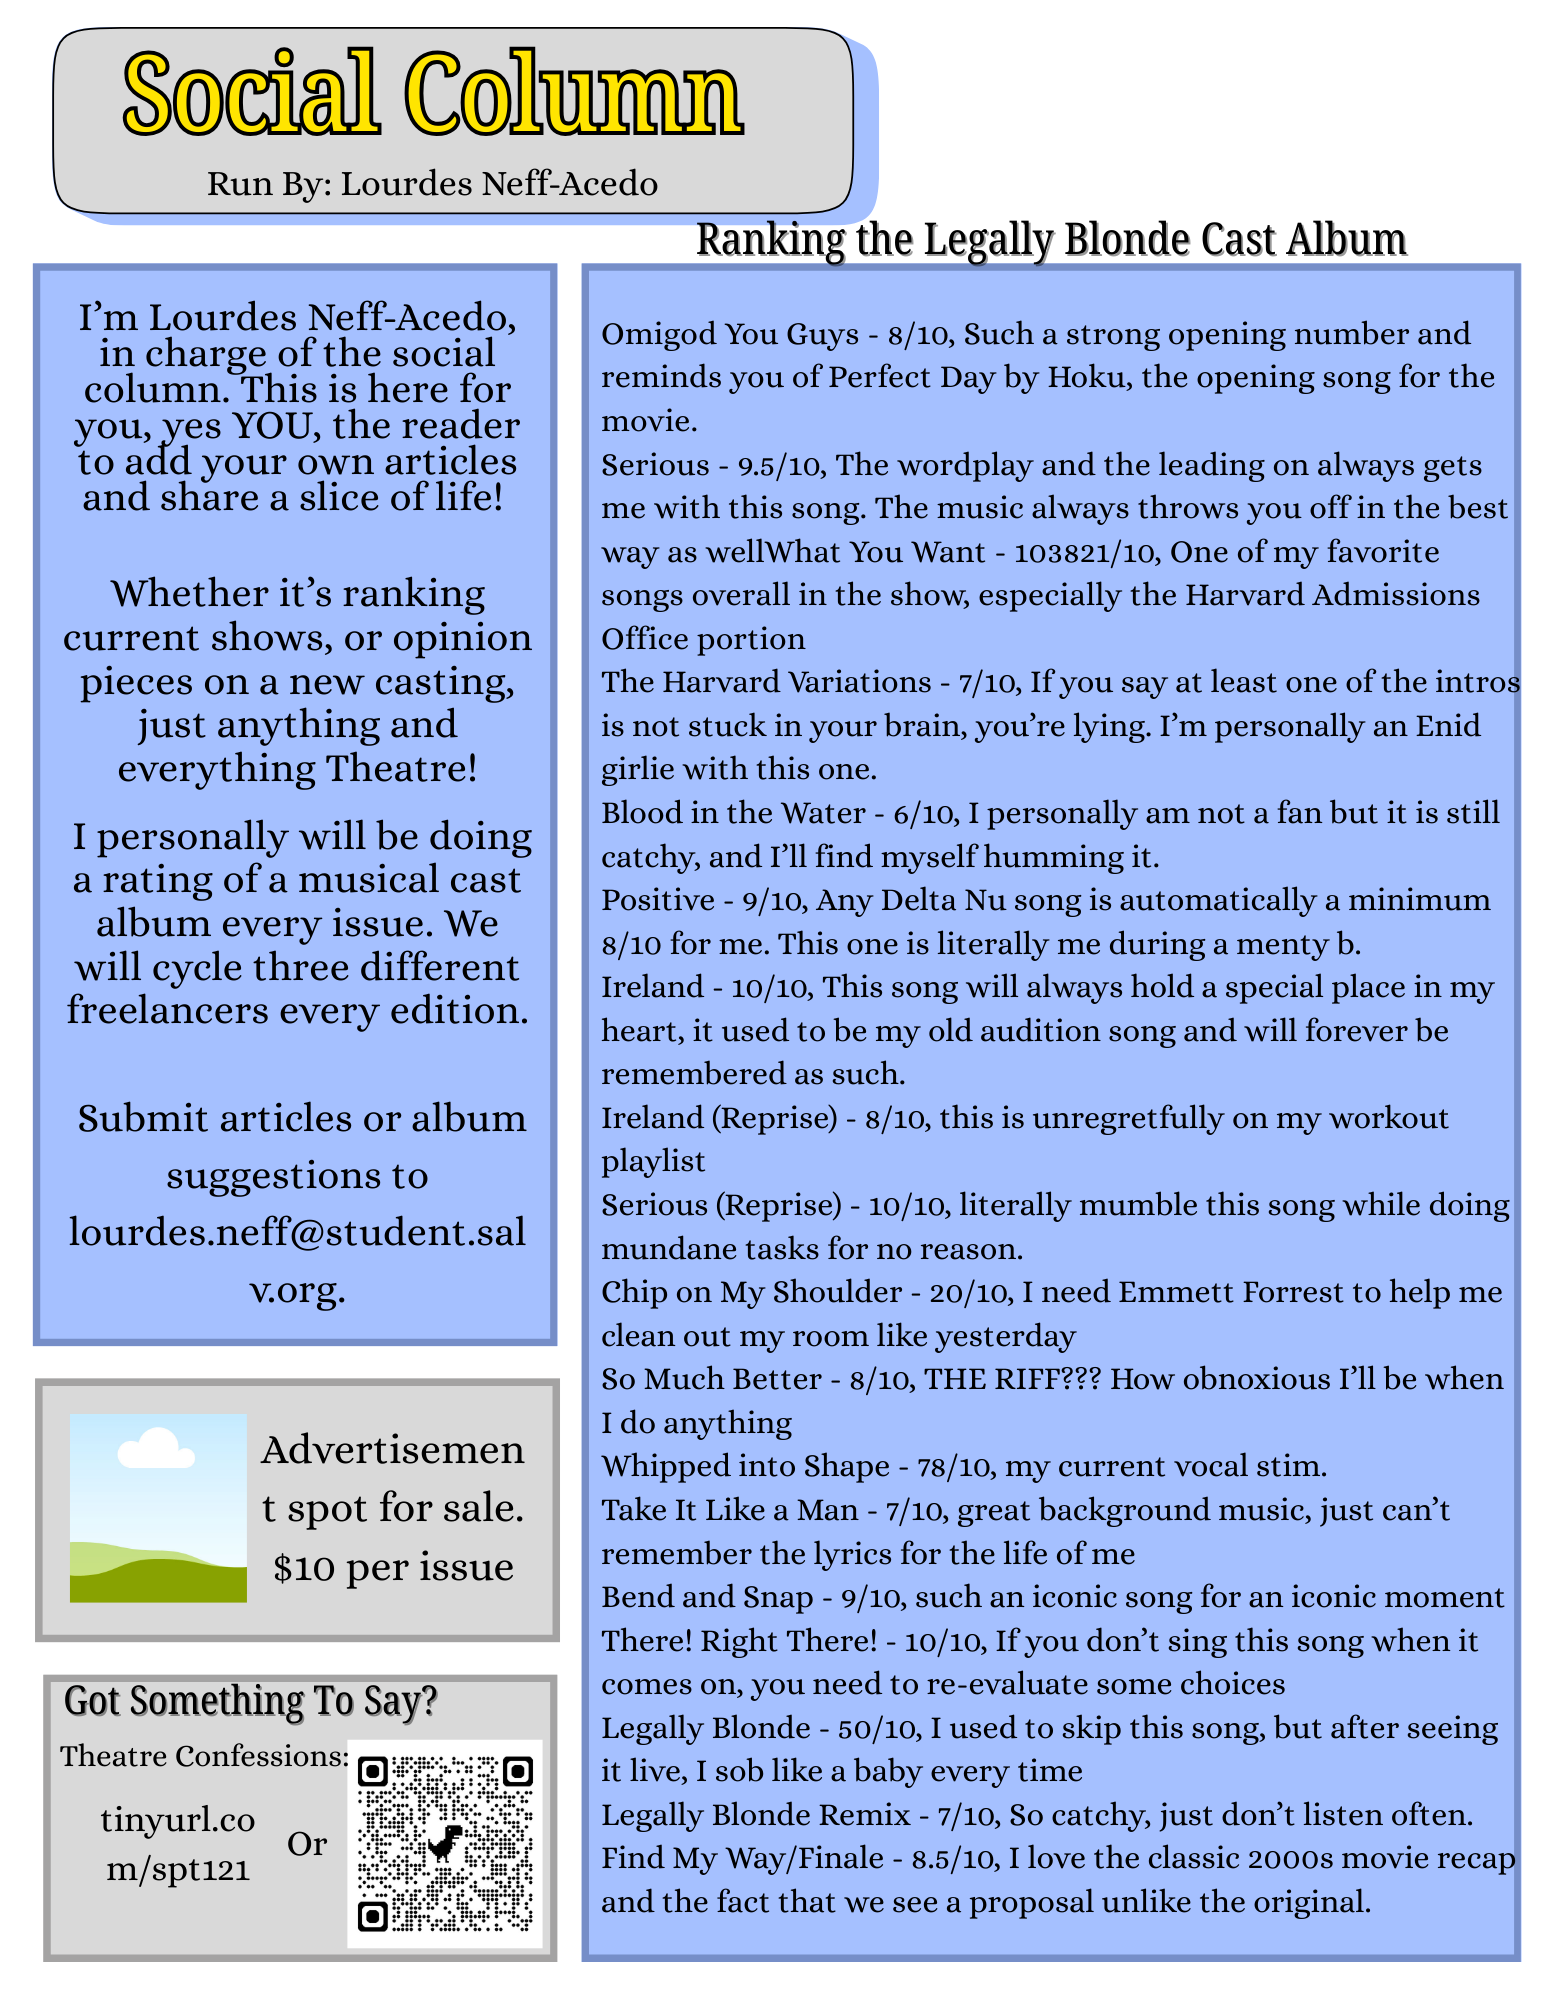 Social Column
Run By: Lourdes Neff-Acedo
I’m Lourdes Neff-Acedo,
in charge of the social
column. This is here for
you, yes YOU, the reader
to add your own articles
and share a slice of life!
Whether it’s ranking
current shows, or opinion
pieces on a new casting,
just anything and
everything Theatre!
I personally will be doing
a rating of a musical cast
album every issue. We
will cycle three different
freelancers every edition.
Submit articles or album
suggestions to
lourdes.neff@student.sal
v.org.
Advertisemen
t spot for sale.
$10 per issue
Got Something To Say?
Theatre Confessions:
tinyurl.co
m/spt121
Or
Ranking the Legally Blonde Cast Album
Omigod You Guys - 8/10, Such a strong opening number and
reminds you of Perfect Day by Hoku, the opening song for the
movie.
Serious - 9.5/10, The wordplay and the leading on always gets
me with this song. The music always throws you off in the best
way as wellWhat You Want - 103821/10, One of my favorite
songs overall in the show, especially the Harvard Admissions
Office portion
The Harvard Variations - 7/10, If you say at least one of the intros
is not stuck in your brain, you’re lying. I’m personally an Enid
girlie with this one.
Blood in the Water - 6/10, I personally am not a fan but it is still
catchy, and I’ll find myself humming it.
Positive - 9/10, Any Delta Nu song is automatically a minimum
8/10 for me. This one is literally me during a menty b.
Ireland - 10/10, This song will always hold a special place in my
heart, it used to be my old audition song and will forever be
remembered as such.
Ireland (Reprise) - 8/10, this is unregretfully on my workout
playlist
Serious (Reprise) - 10/10, literally mumble this song while doing
mundane tasks for no reason.
Chip on My Shoulder - 20/10, I need Emmett Forrest to help me
clean out my room like yesterday
So Much Better - 8/10, THE RIFF??? How obnoxious I’ll be when
I do anything
Whipped into Shape - 78/10, my current vocal stim.
Take It Like a Man - 7/10, great background music, just can’t
remember the lyrics for the life of me
Bend and Snap - 9/10, such an iconic song for an iconic moment
There! Right There! - 10/10, If you don’t sing this song when it
comes on, you need to re-evaluate some choices
Legally Blonde - 50/10, I used to skip this song, but after seeing
it live, I sob like a baby every time
Legally Blonde Remix - 7/10, So catchy, just don’t listen often.
Find My Way/Finale - 8.5/10, I love the classic 2000s movie recap
and the fact that we see a proposal unlike the original.